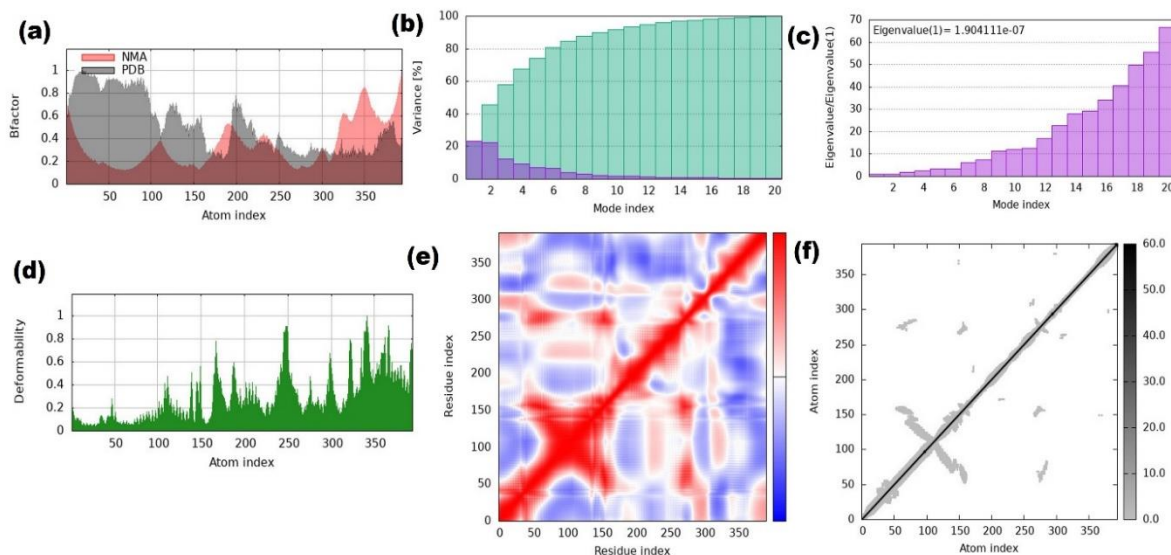 (a)
NMA
PDB
Bfactor
1
0.8
0.6
0.4
0.2
0
50 100 150 200 250 300 350
Atom index
(b)
Variance [%]
100
80
60
40
20
0
2 4 6 8 10 12 14 16 18 20
Mode index
(c)
Eigenvalue(1)= 1.904111e-07
Eigenvalue/Eigenvalue(1)
70
60
50
40
30
20
10
0
2 4 6 8 10 12 14 16 18 20
Mode index
(d)
Deformability
1
0.8
0.6
0.4
0.2
0
50 100 150 200 250 300 350
Atom index
(e)
Residue index
350
300
250
200
150
100
50
0
0 50 100 150 200 250 300 350
Residue index
(f)
Atom index
350
300
250
200
150
100
50
0
0 50 100 150 200 250 300 350
Atom index
60.0
50.0
40.0
30.0
20.0
10.0
0.0